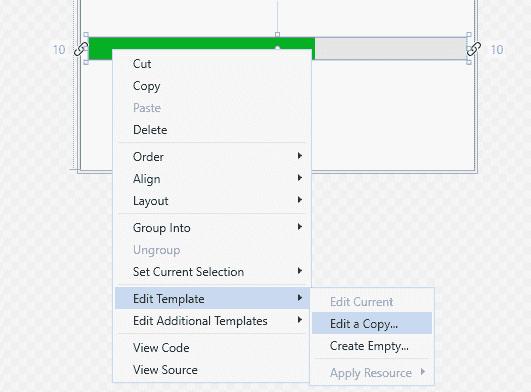 10
10
Cut
Copy
Paste
Delete
Order
Align
Layout
Group Into
Ungroup
Set Current Selection
Edit Template
Edit Additional Templates
View Code
View Source
Edit Current
Edit a Copy...
Create Empty...
Apply Resource